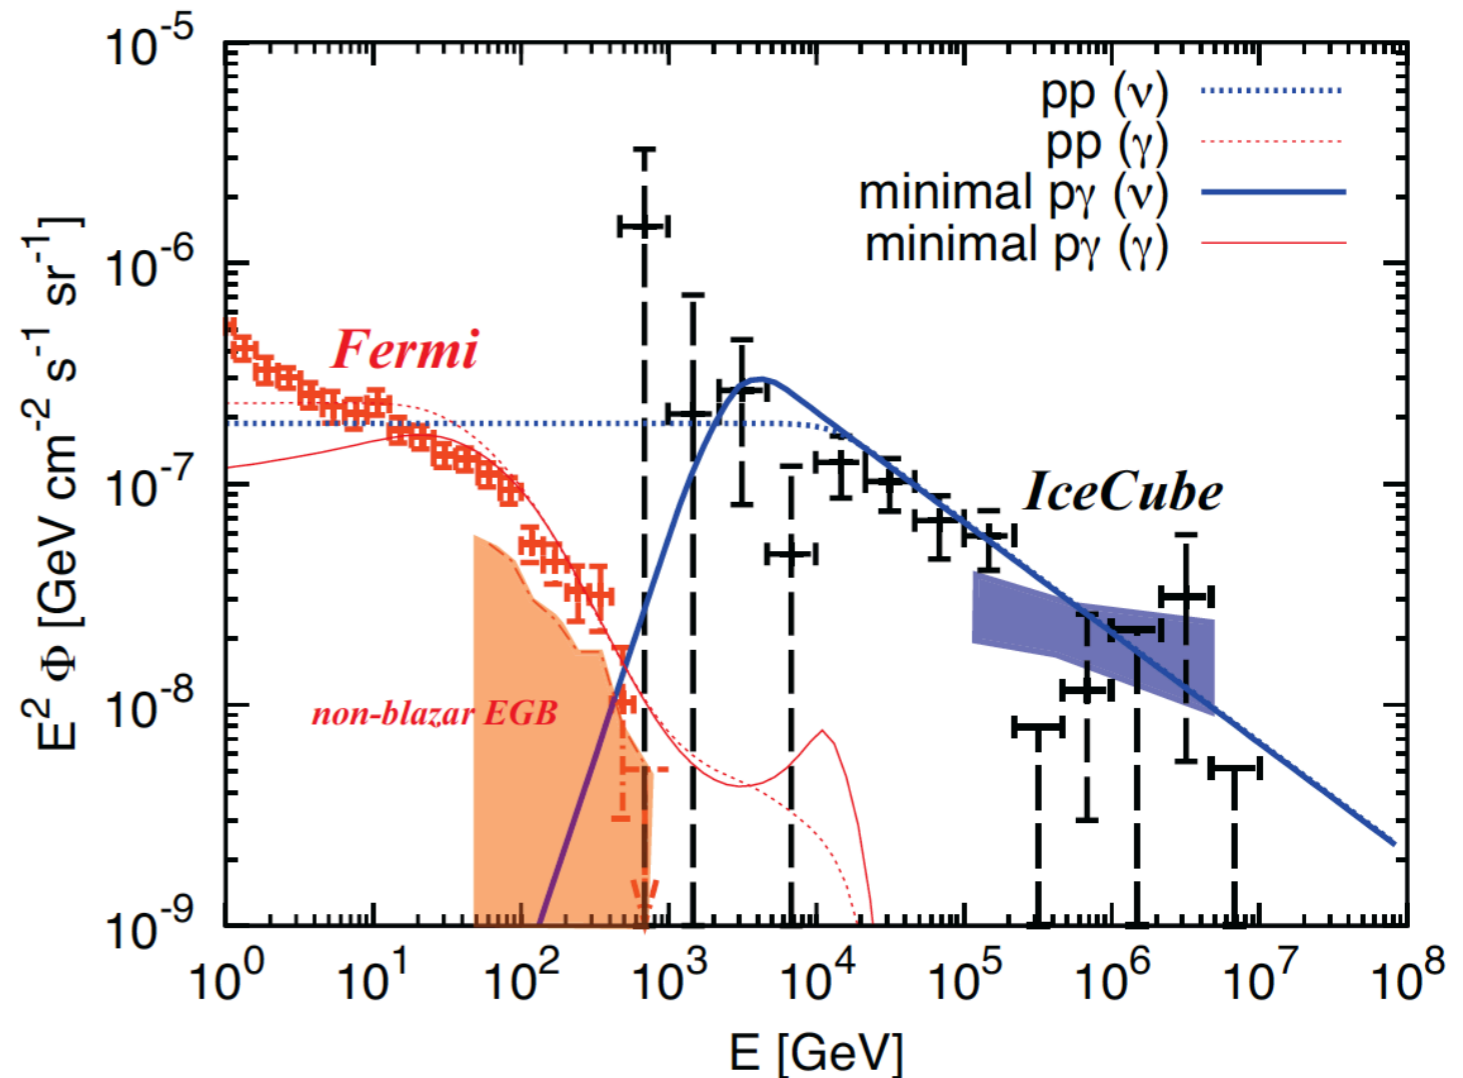 10⁻⁵
10⁻⁶
10⁻⁷
10⁻⁸
10⁻⁹
E² Φ [GeV cm⁻² s⁻¹ sr⁻¹]
pp (ν)
pp (γ)
minimal pγ (ν)
minimal pγ (γ)
Fermi
IceCube
non-blazar EGB
10⁰ 10¹ 10² 10³ 10⁴ 10⁵ 10⁶ 10⁷ 10⁸
E [GeV]